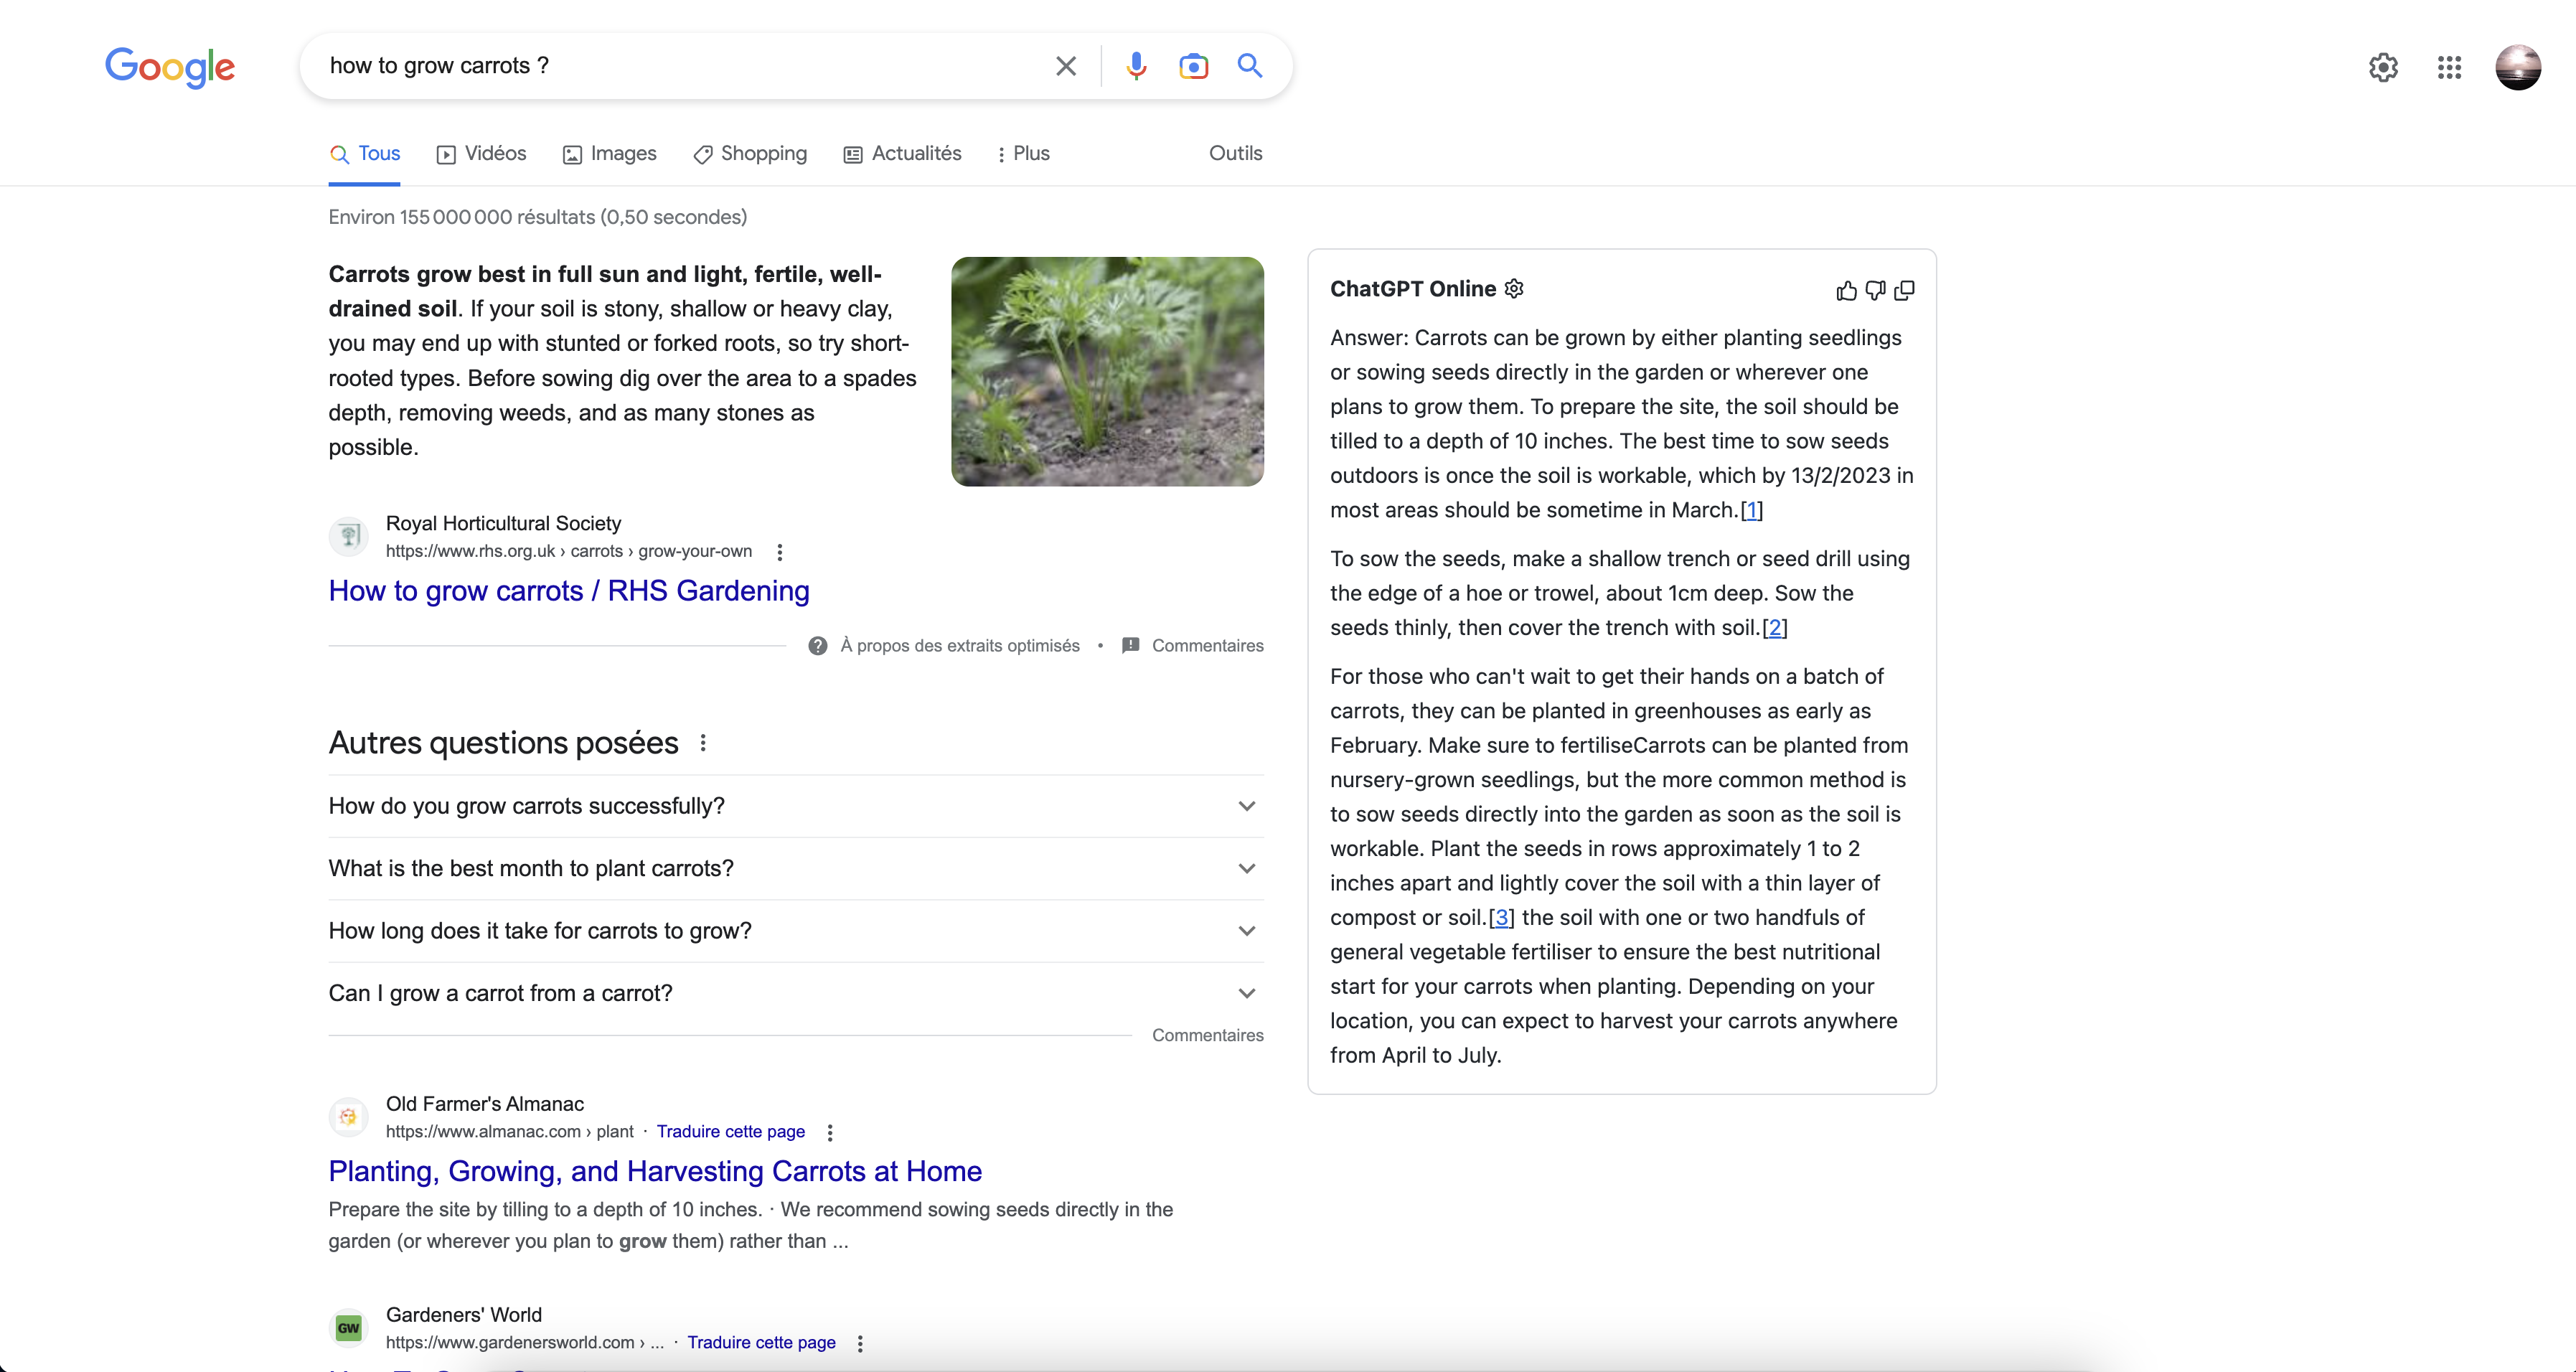 Google
how to grow carrots ?
Tous
Vidéos
Images
Shopping
Actualités
Plus
Outils
Environ 155 000 000 résultats (0,50 secondes)
Carrots grow best in full sun and light, fertile, well-
drained soil. If your soil is stony, shallow or heavy clay,
you may end up with stunted or forked roots, so try short-
rooted types. Before sowing dig over the area to a spades
depth, removing weeds, and as many stones as
possible.
Royal Horticultural Society
https://www.rhs.org.uk › carrots › grow-your-own
How to grow carrots / RHS Gardening
À propos des extraits optimisés • Commentaires
Autres questions posées
How do you grow carrots successfully?
What is the best month to plant carrots?
How long does it take for carrots to grow?
Can I grow a carrot from a carrot?
Commentaires
Old Farmer's Almanac
https://www.almanac.com › plant · Traduire cette page
Planting, Growing, and Harvesting Carrots at Home
Prepare the site by tilling to a depth of 10 inches. · We recommend sowing seeds directly in the
garden (or wherever you plan to grow them) rather than ...
GW
Gardeners' World
https://www.gardenersworld.com › ... · Traduire cette page
ChatGPT Online
Answer: Carrots can be grown by either planting seedlings
or sowing seeds directly in the garden or wherever one
plans to grow them. To prepare the site, the soil should be
tilled to a depth of 10 inches. The best time to sow seeds
outdoors is once the soil is workable, which by 13/2/2023 in
most areas should be sometime in March.[1]
To sow the seeds, make a shallow trench or seed drill using
the edge of a hoe or trowel, about 1cm deep. Sow the
seeds thinly, then cover the trench with soil.[2]
For those who can't wait to get their hands on a batch of
carrots, they can be planted in greenhouses as early as
February. Make sure to fertiliseCarrots can be planted from
nursery-grown seedlings, but the more common method is
to sow seeds directly into the garden as soon as the soil is
workable. Plant the seeds in rows approximately 1 to 2
inches apart and lightly cover the soil with a thin layer of
compost or soil.[3] the soil with one or two handfuls of
general vegetable fertiliser to ensure the best nutritional
start for your carrots when planting. Depending on your
location, you can expect to harvest your carrots anywhere
from April to July.